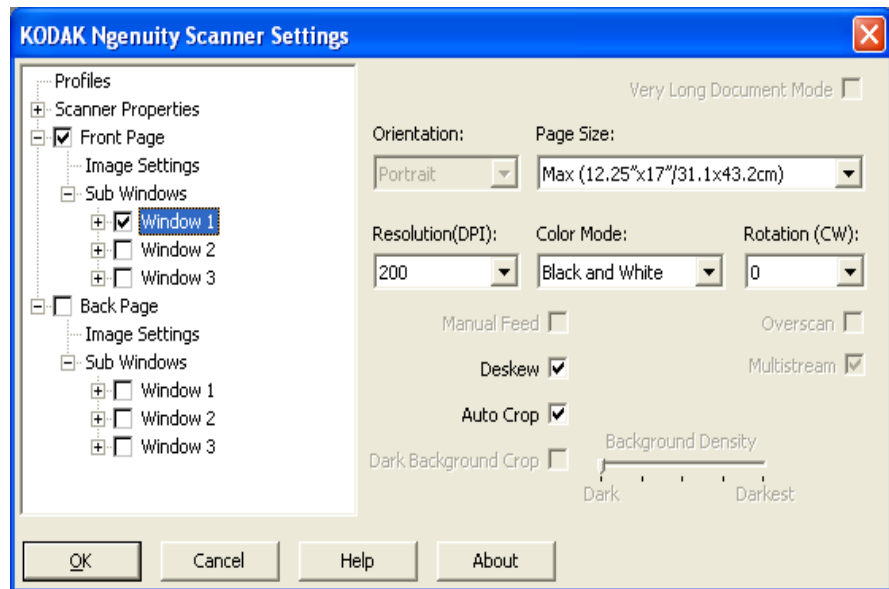 KODAK Ngenuity Scanner Settings
Profiles
Scanner Properties
Front Page
Image Settings
Sub Windows
Window 1
Window 2
Window 3
Back Page
Image Settings
Sub Windows
Window 1
Window 2
Window 3
Very Long Document Mode
Orientation:
Page Size:
Portrait
Max (12.25"x17"/31.1x43.2cm)
Resolution(DPI):
Color Mode:
Rotation (CW):
200
Black and White
0
Manual Feed
Overscan
Deskew
Multistream
Auto Crop
Dark Background Crop
Background Density
Dark
Darkest
OK
Cancel
Help
About